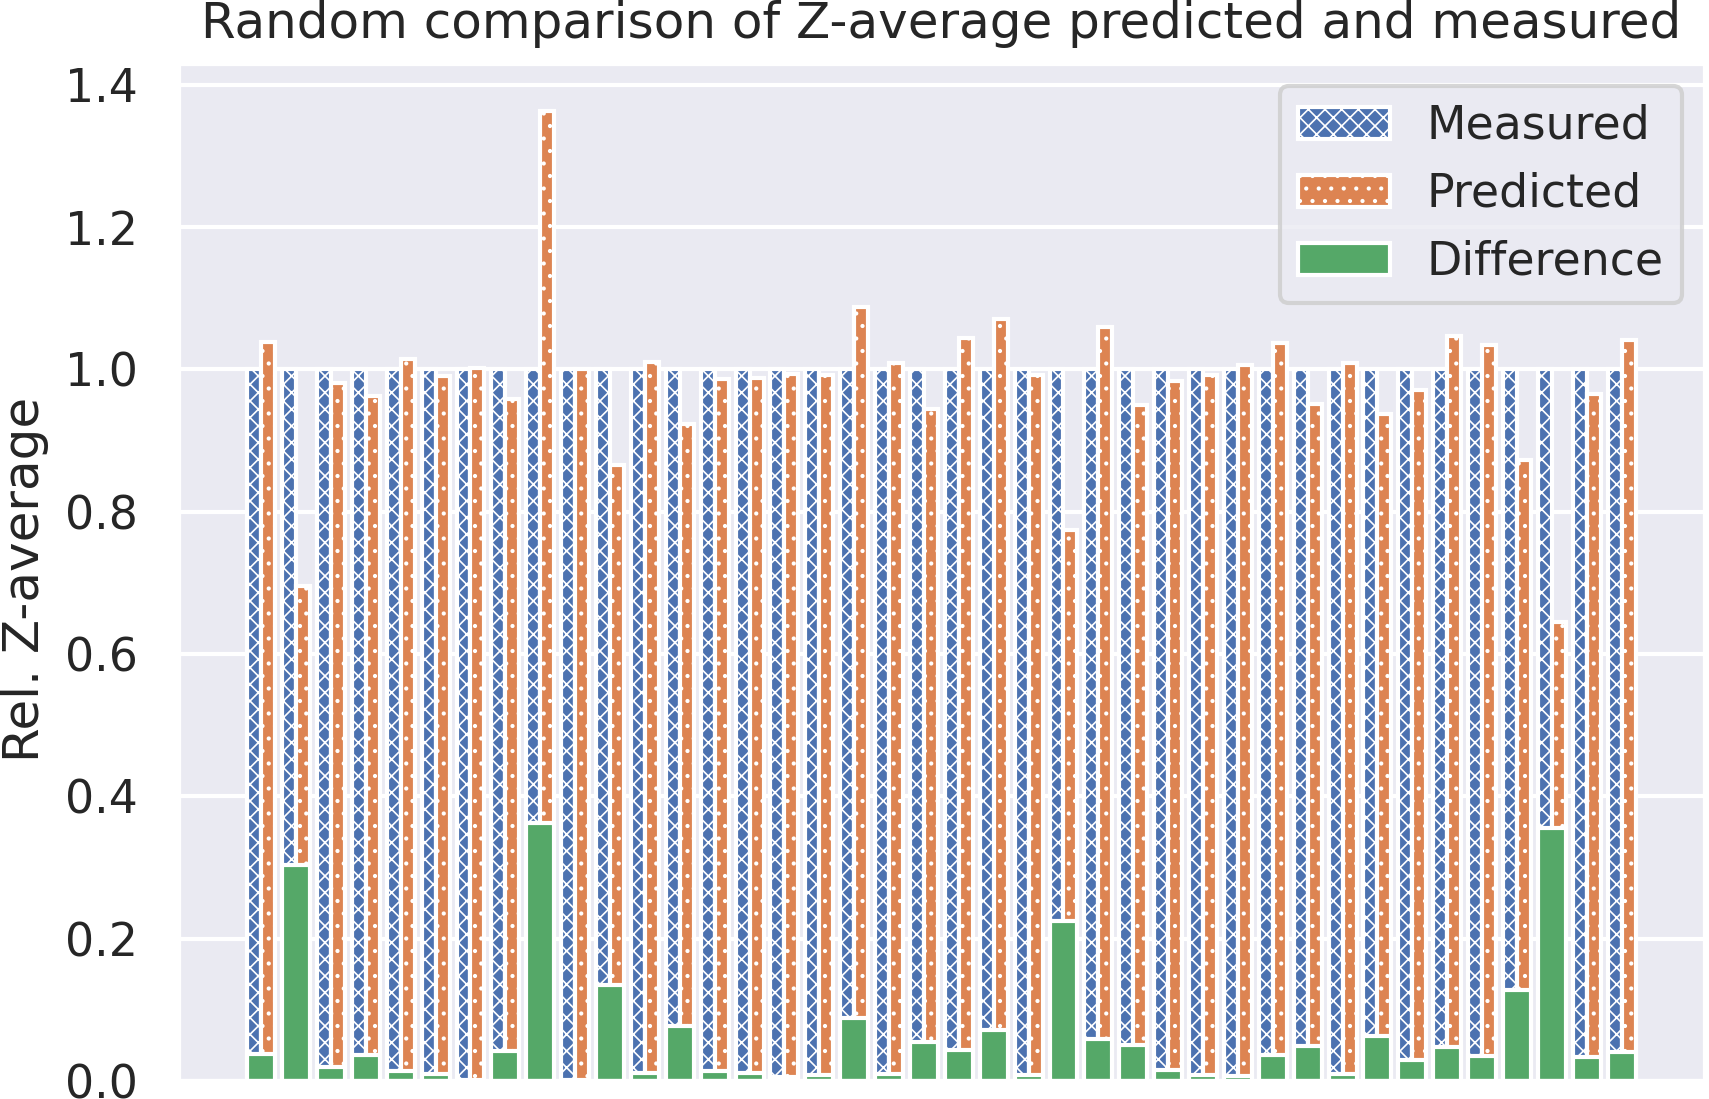 Random comparison of Z-average predicted and measured
Rel. Z-average
1.4
1.2
1.0
0.8
0.6
0.4
0.2
0.0
Measured
Predicted
Difference